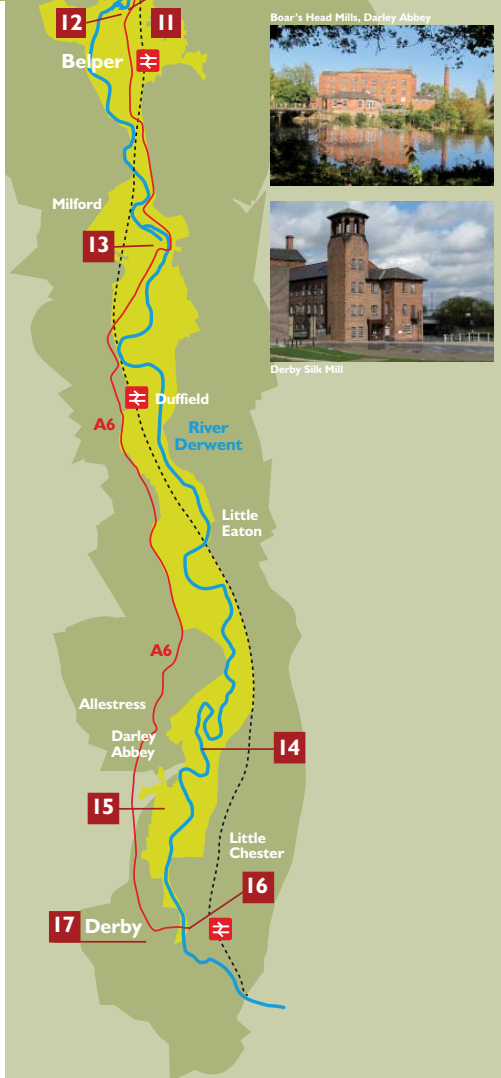 12
11
Boar's Head Mills, Darley Abbey
Belper
Milford
13
Derby Silk Mill
Duffield
A6
River
Derwent
Little
Eaton
A6
Allestress
Darley
Abbey
14
15
Little
Chester
16
17
Derby